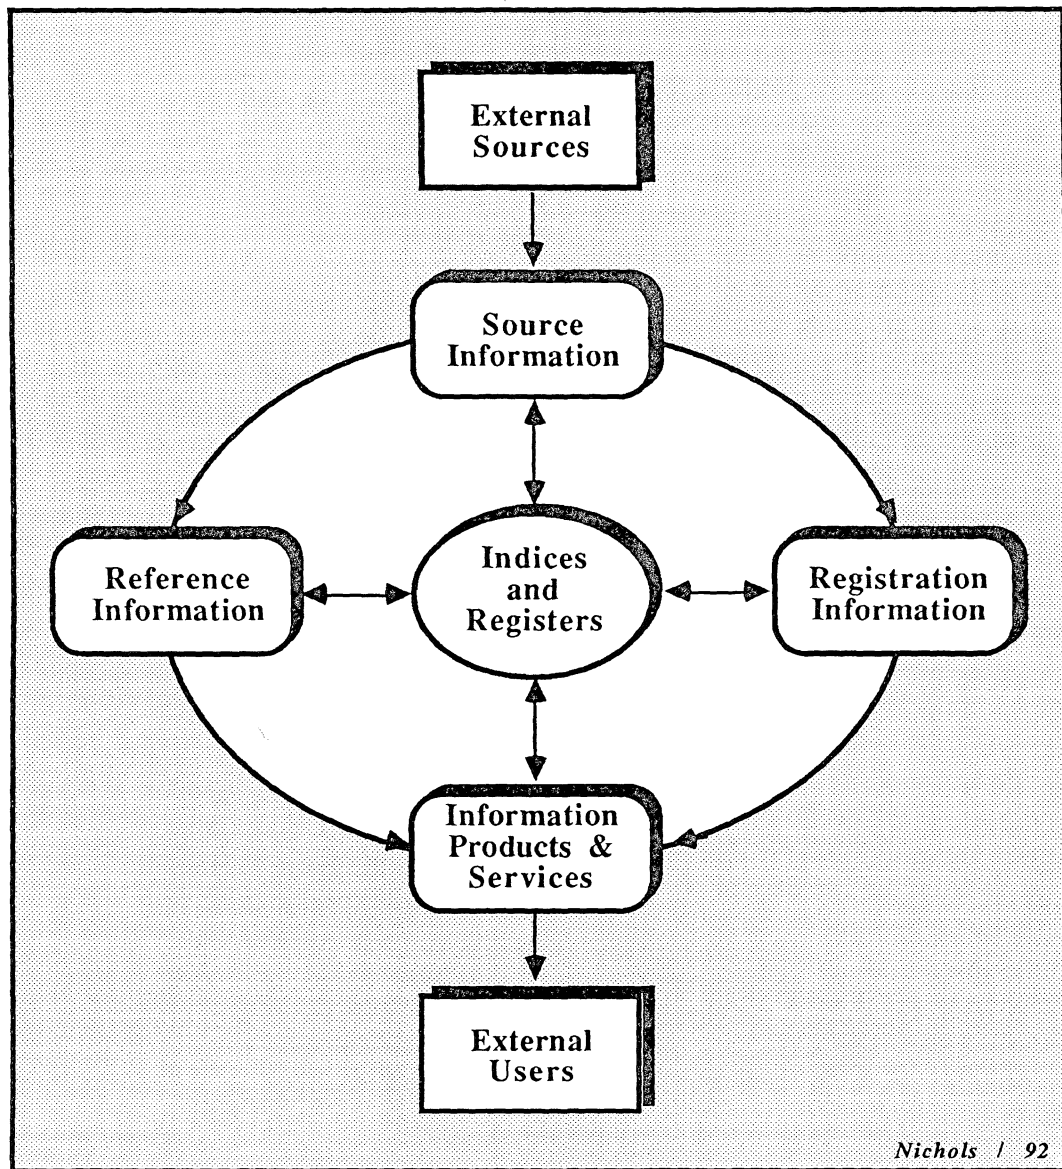 External
Sources
Source
Information
Reference
Information
Indices
and
Registers
Registration
Information
Information
Products &
Services
External
Users
Nichols / 92